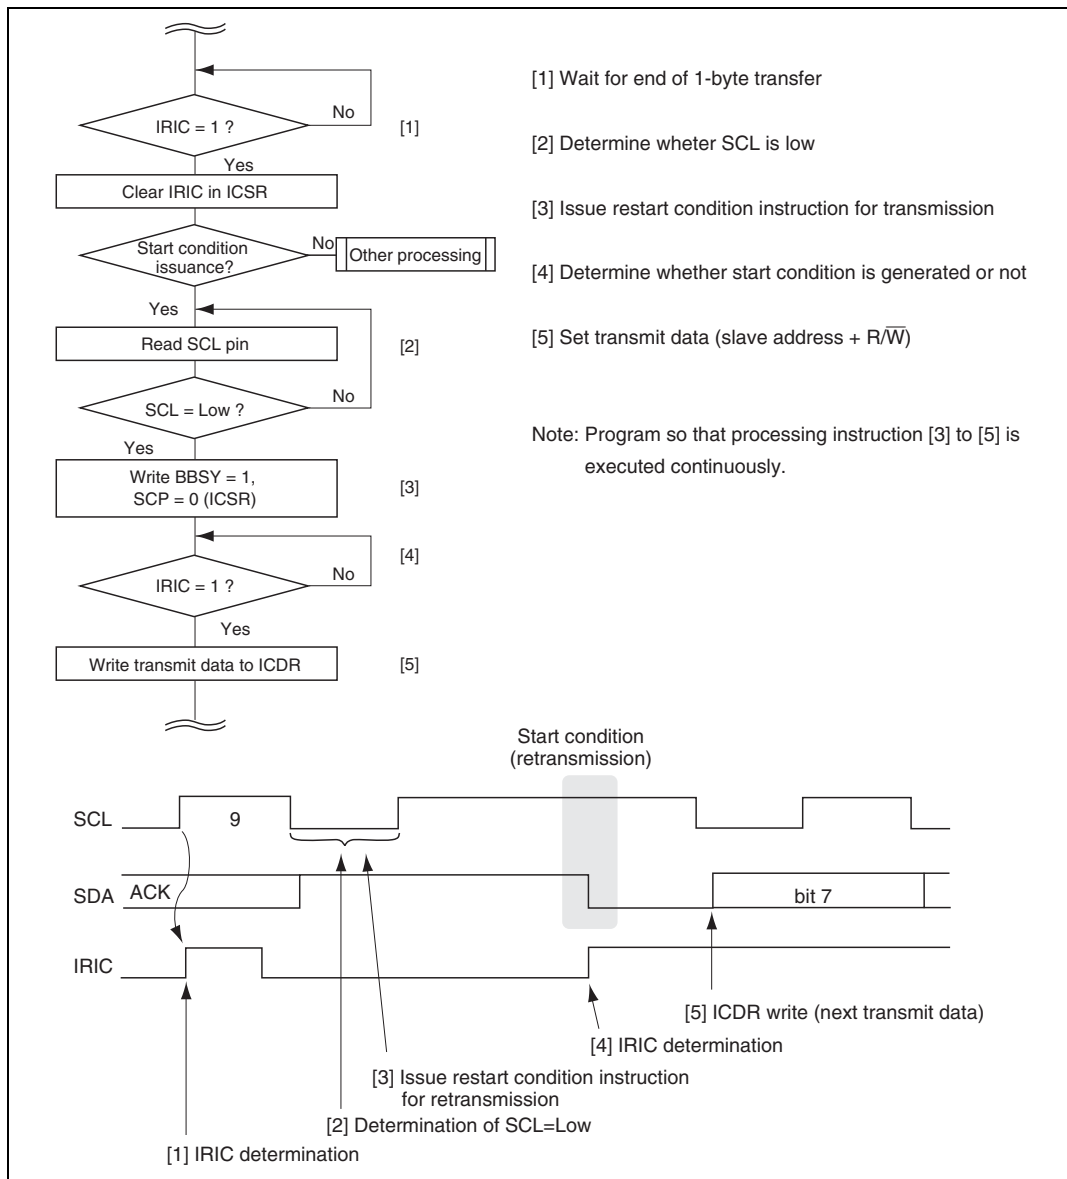 IRIC = 1 ?
No
[1]
Yes
Clear IRIC in ICSR
Start condition
issuance?
No
Other processing
Yes
Read SCL pin
[2]
SCL = Low ?
No
Yes
Write BBSY = 1,
SCP = 0 (ICSR)
[3]
[4]
IRIC = 1 ?
No
Yes
Write transmit data to ICDR
[5]
[1] Wait for end of 1-byte transfer
[2] Determine wheter SCL is low
[3] Issue restart condition instruction for transmission
[4] Determine whether start condition is generated or not
[5] Set transmit data (slave address + R/W̅)
Note: Program so that processing instruction [3] to [5] is
executed continuously.
Start condition
(retransmission)
SCL
9
SDA
ACK
bit 7
IRIC
[5] ICDR write (next transmit data)
[4] IRIC determination
[3] Issue restart condition instruction
for retransmission
[2] Determination of SCL=Low
[1] IRIC determination